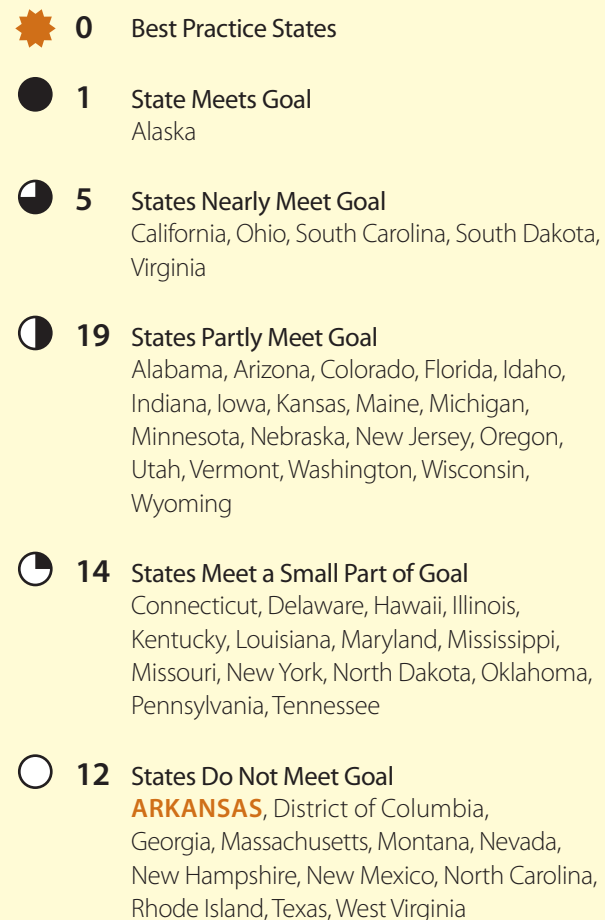 0 Best Practice States
1 State Meets Goal
Alaska
5 States Nearly Meet Goal
California, Ohio, South Carolina, South Dakota,
Virginia
19 States Partly Meet Goal
Alabama, Arizona, Colorado, Florida, Idaho,
Indiana, Iowa, Kansas, Maine, Michigan,
Minnesota, Nebraska, New Jersey, Oregon,
Utah, Vermont, Washington, Wisconsin,
Wyoming
14 States Meet a Small Part of Goal
Connecticut, Delaware, Hawaii, Illinois,
Kentucky, Louisiana, Maryland, Mississippi,
Missouri, New York, North Dakota, Oklahoma,
Pennsylvania, Tennessee
12 States Do Not Meet Goal
ARKANSAS, District of Columbia,
Georgia, Massachusetts, Montana, Nevada,
New Hampshire, New Mexico, North Carolina,
Rhode Island, Texas, West Virginia